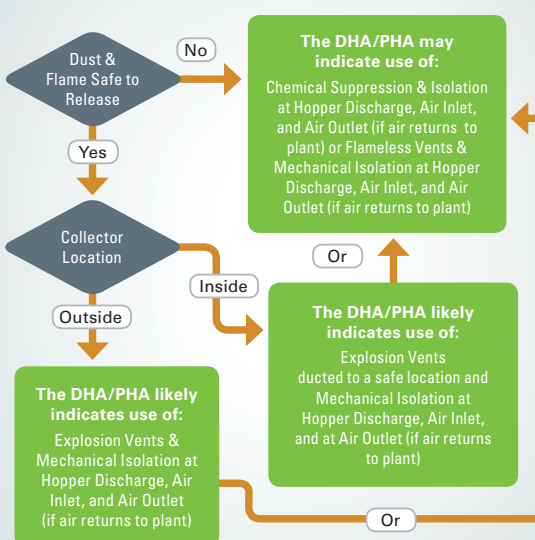 Dust &
Flame Safe to
Release
No
The DHA/PHA may
indicate use of:
Chemical Suppression & Isolation
at Hopper Discharge, Air Inlet,
and Air Outlet (if air returns to
plant) or Flameless Vents &
Mechanical Isolation at Hopper
Discharge, Air Inlet, and Air
Outlet (if air returns to plant)
Yes
Collector
Location
Or
Inside
Outside
The DHA/PHA likely
indicates use of:
Explosion Vents
ducted to a safe location and
Mechanical Isolation at
Hopper Discharge, Air Inlet,
and at Air Outlet (if air returns
to plant)
The DHA/PHA likely
indicates use of:
Explosion Vents &
Mechanical Isolation at
Hopper Discharge, Air
Inlet, and Air Outlet
(if air returns to plant)
Or